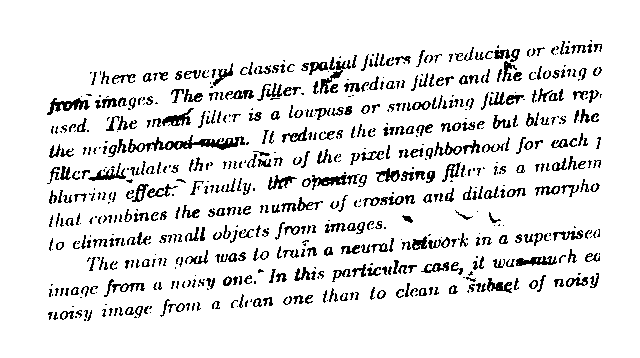 There are several classic spatial filters for reducing or elimin
from images. The mean filter, the median filter and the closing o
used. The mean filter is a lowpass or smoothing filter that rep
the neighborhood mean. It reduces the image noise but blurs the
filter calculates the median of the pixel neighborhood for each p
blurring effect. Finally, the opening closing filter is a mathem
that combines the same number of erosion and dilation morpho
to eliminate small objects from images.
The main goal was to train a neural network in a supervised
image from a noisy one. In this particular case, it was much ea
noisy image from a clean one than to clean a subset of noisy